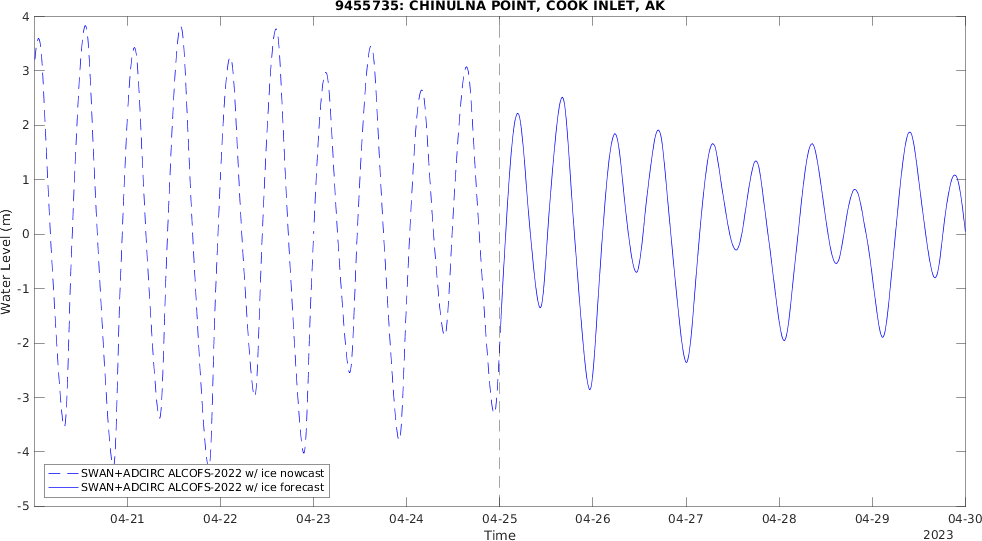 9455735: CHINULNA POINT, COOK INLET, AK
4
3
2
1
0
-1
-2
-3
-4
-5
Water Level (m)
SWAN+ADCIRC ALCOFS-2022 w/ ice nowcast
SWAN+ADCIRC ALCOFS-2022 w/ ice forecast
04-21 04-22 04-23 04-24 04-25 04-26 04-27 04-28 04-29 04-30
Time
2023